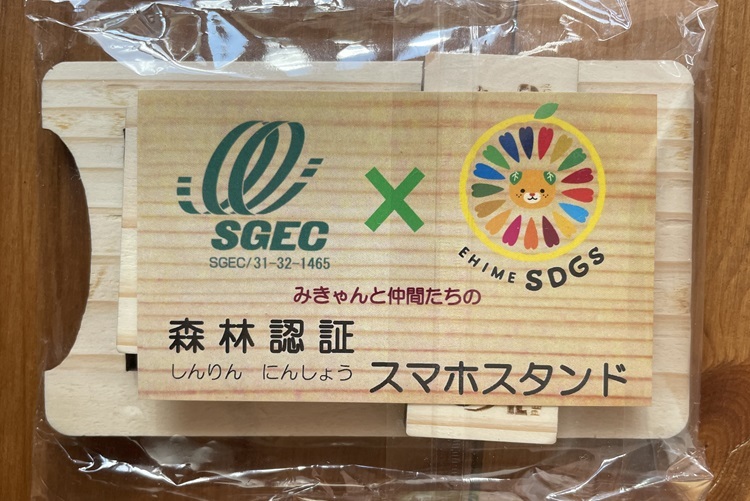 SGEC
SGEC/31-32-1465
×
EHIME SDGS
みきゃんと仲間たちの
森林認証
しんりん にんしょう
スマホスタンド